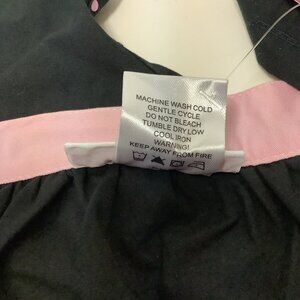 MACHINE WASH COLD
GENTLE CYCLE
DO NOT BLEACH
TUMBLE DRY LOW
COOL IRON
WARNING!
KEEP AWAY FROM FIRE